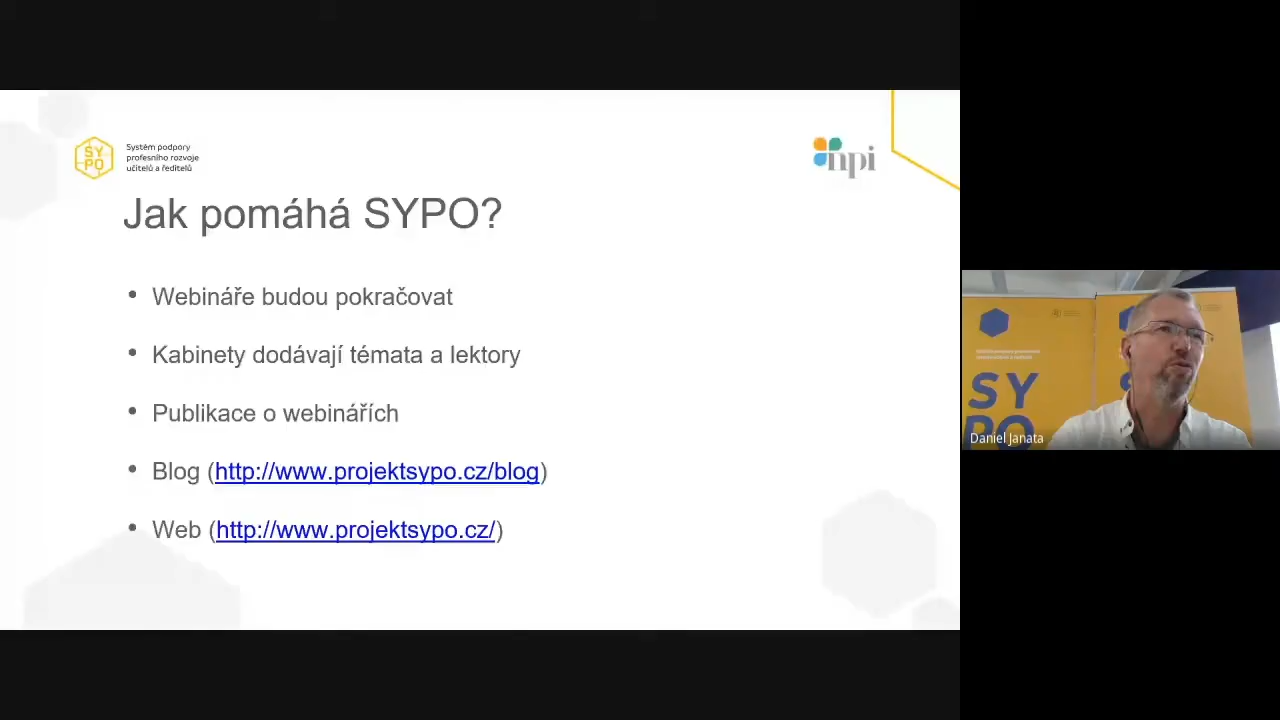 SY
PO
Systém podpory
profesního rozvoje
učitelů a ředitelů
npi
Jak pomáhá SYPO?
• Webináře budou pokračovat
• Kabinety dodávají témata a lektory
• Publikace o webinářích
• Blog (http://www.projektsypo.cz/blog)
• Web (http://www.projektsypo.cz/)
SY
PO
Daniel Janata